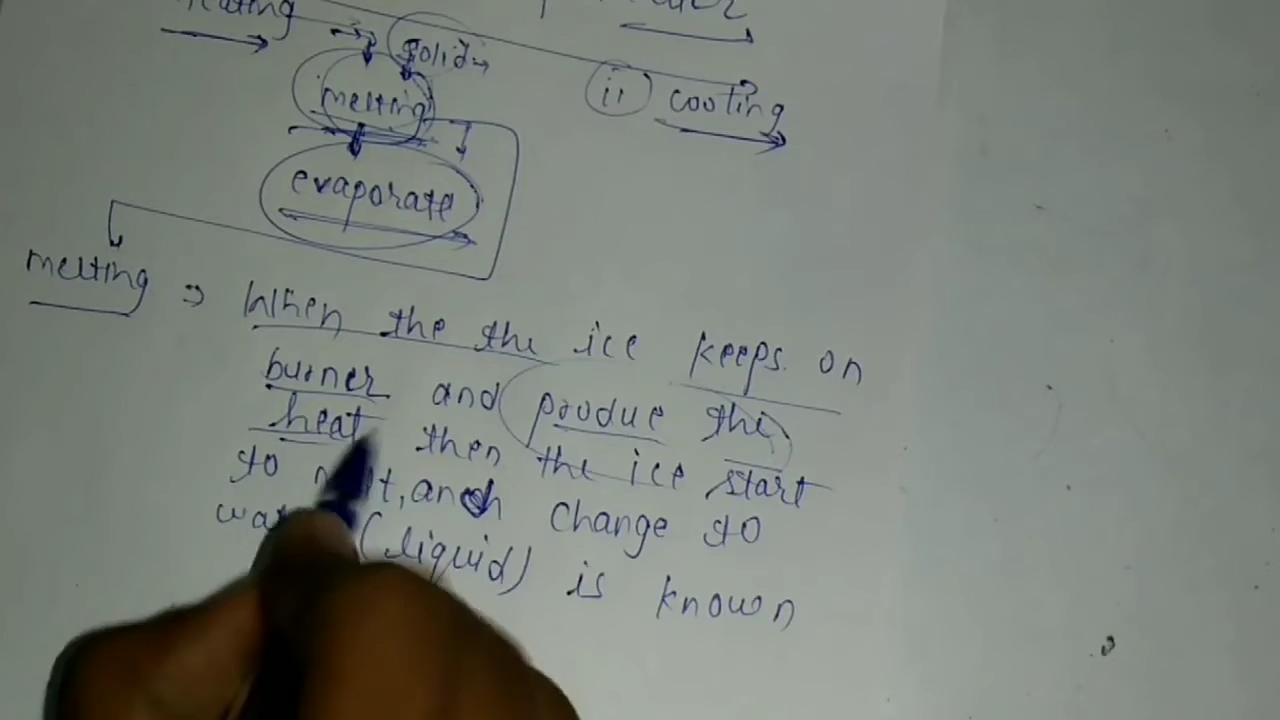 solid
melting
ii cooting
evaporate
melting ⇒ When the the ice keeps on
burner and produe the
heat then the ice start
to , and change to
(liquid) is known